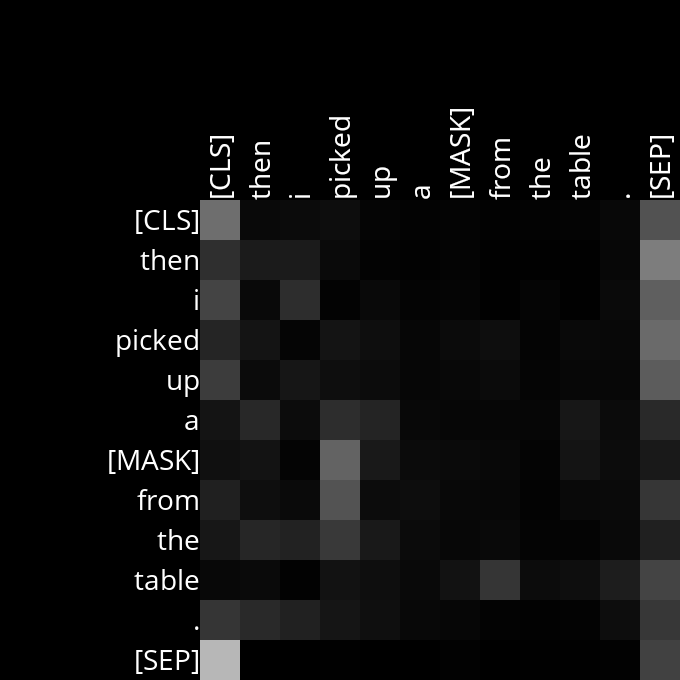 [CLS] then i picked up a [MASK] from the table . [SEP]
[CLS]
then
i
picked
up
a
[MASK]
from
the
table
.
[SEP]